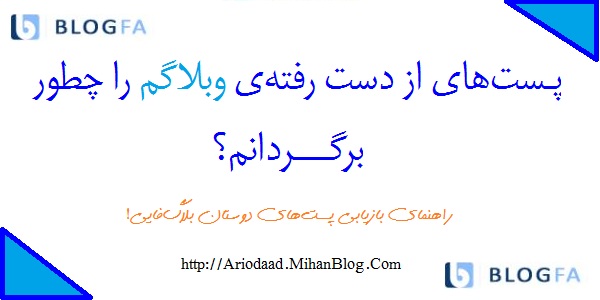 BLOGFA
پست‌های از دست رفته‌ی وبلاگم را چطور
برگـــردانم؟
راهنمای بازیابی پست‌های دوستان بلاگ‌فایی!
http://Ariodaad.MihanBlog.Com
BLOGFA